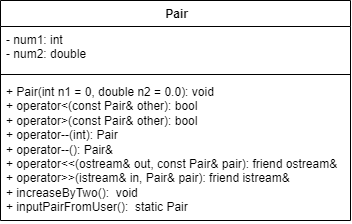 Pair
- num1: int
- num2: double
+ Pair(int n1 = 0, double n2 = 0.0): void
+ operator<(const Pair& other): bool
+ operator>(const Pair& other): bool
+ operator--(int): Pair
+ operator--(): Pair&
+ operator<<(ostream& out, const Pair& pair): friend ostream&
+ operator>>(istream& in, Pair& pair): friend istream&
+ increaseByTwo():  void
+ inputPairFromUser():  static Pair